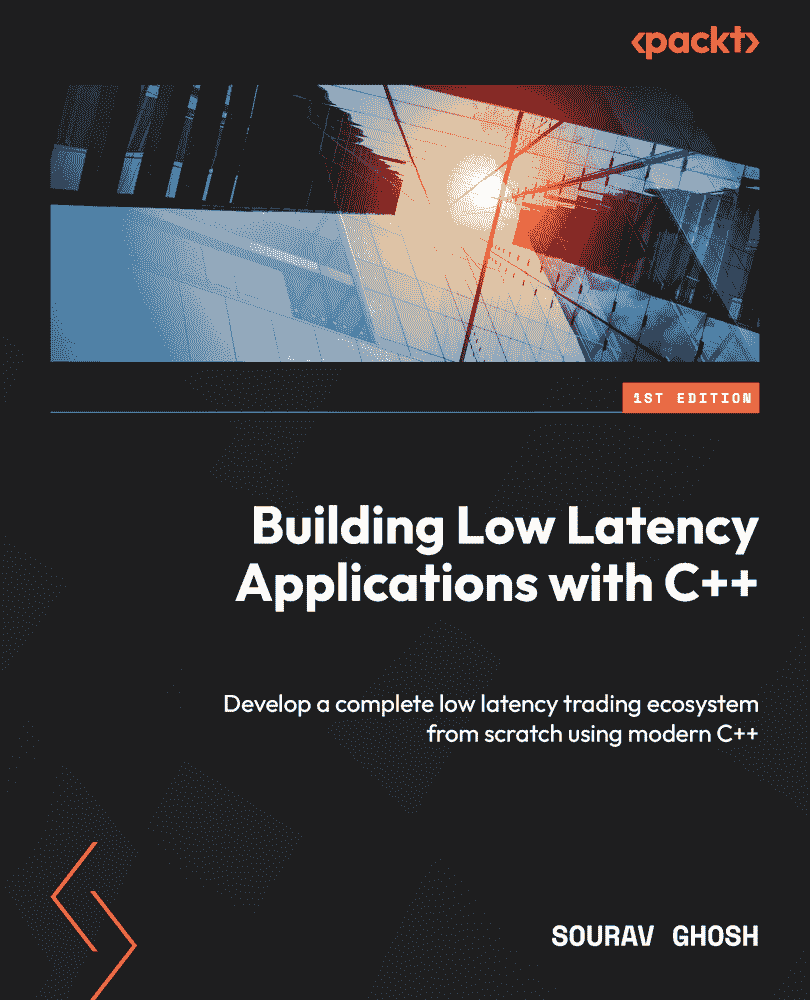 <packt>
1ST EDITION
Building Low Latency
Applications with C++
Develop a complete low latency trading ecosystem
from scratch using modern C++
SOURAV GHOSH